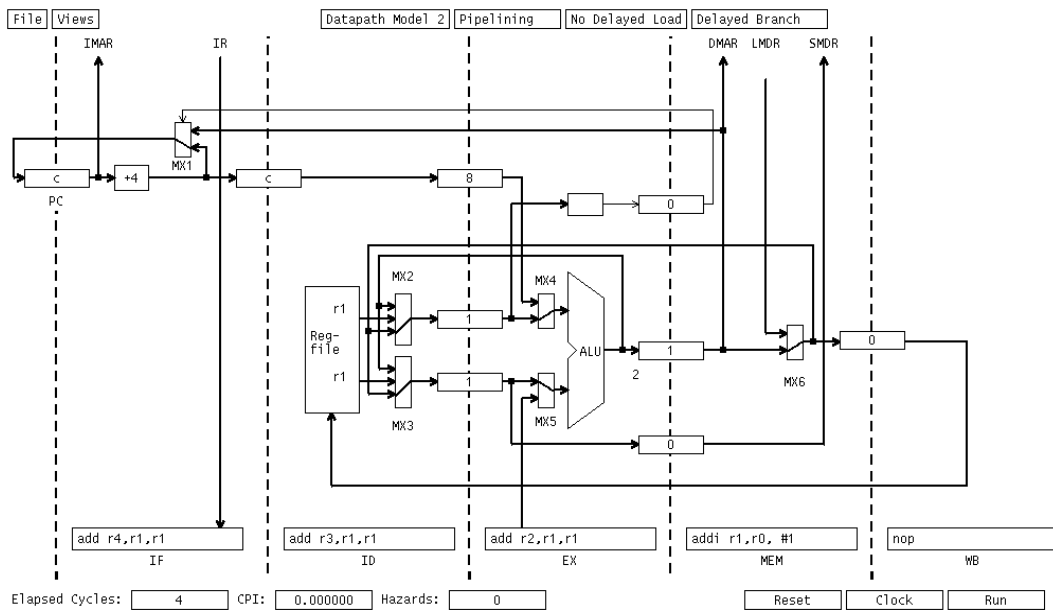 File Views Datapath Model 2 Pipelining No Delayed Load Delayed Branch
IMAR IR DMAR LMDR SMDR
MX1
c +4 c 8
PC
0
MX2 MX4
r1
1
Reg-
file
0
ALU 1
r1 1 2 MX6
MX3 MX5
0
add r4,r1,r1 add r3,r1,r1 add r2,r1,r1 addi r1,r0, #1 nop
IF ID EX MEM WB
Elapsed Cycles: 4 CPI: 0.000000 Hazards: 0 Reset Clock Run